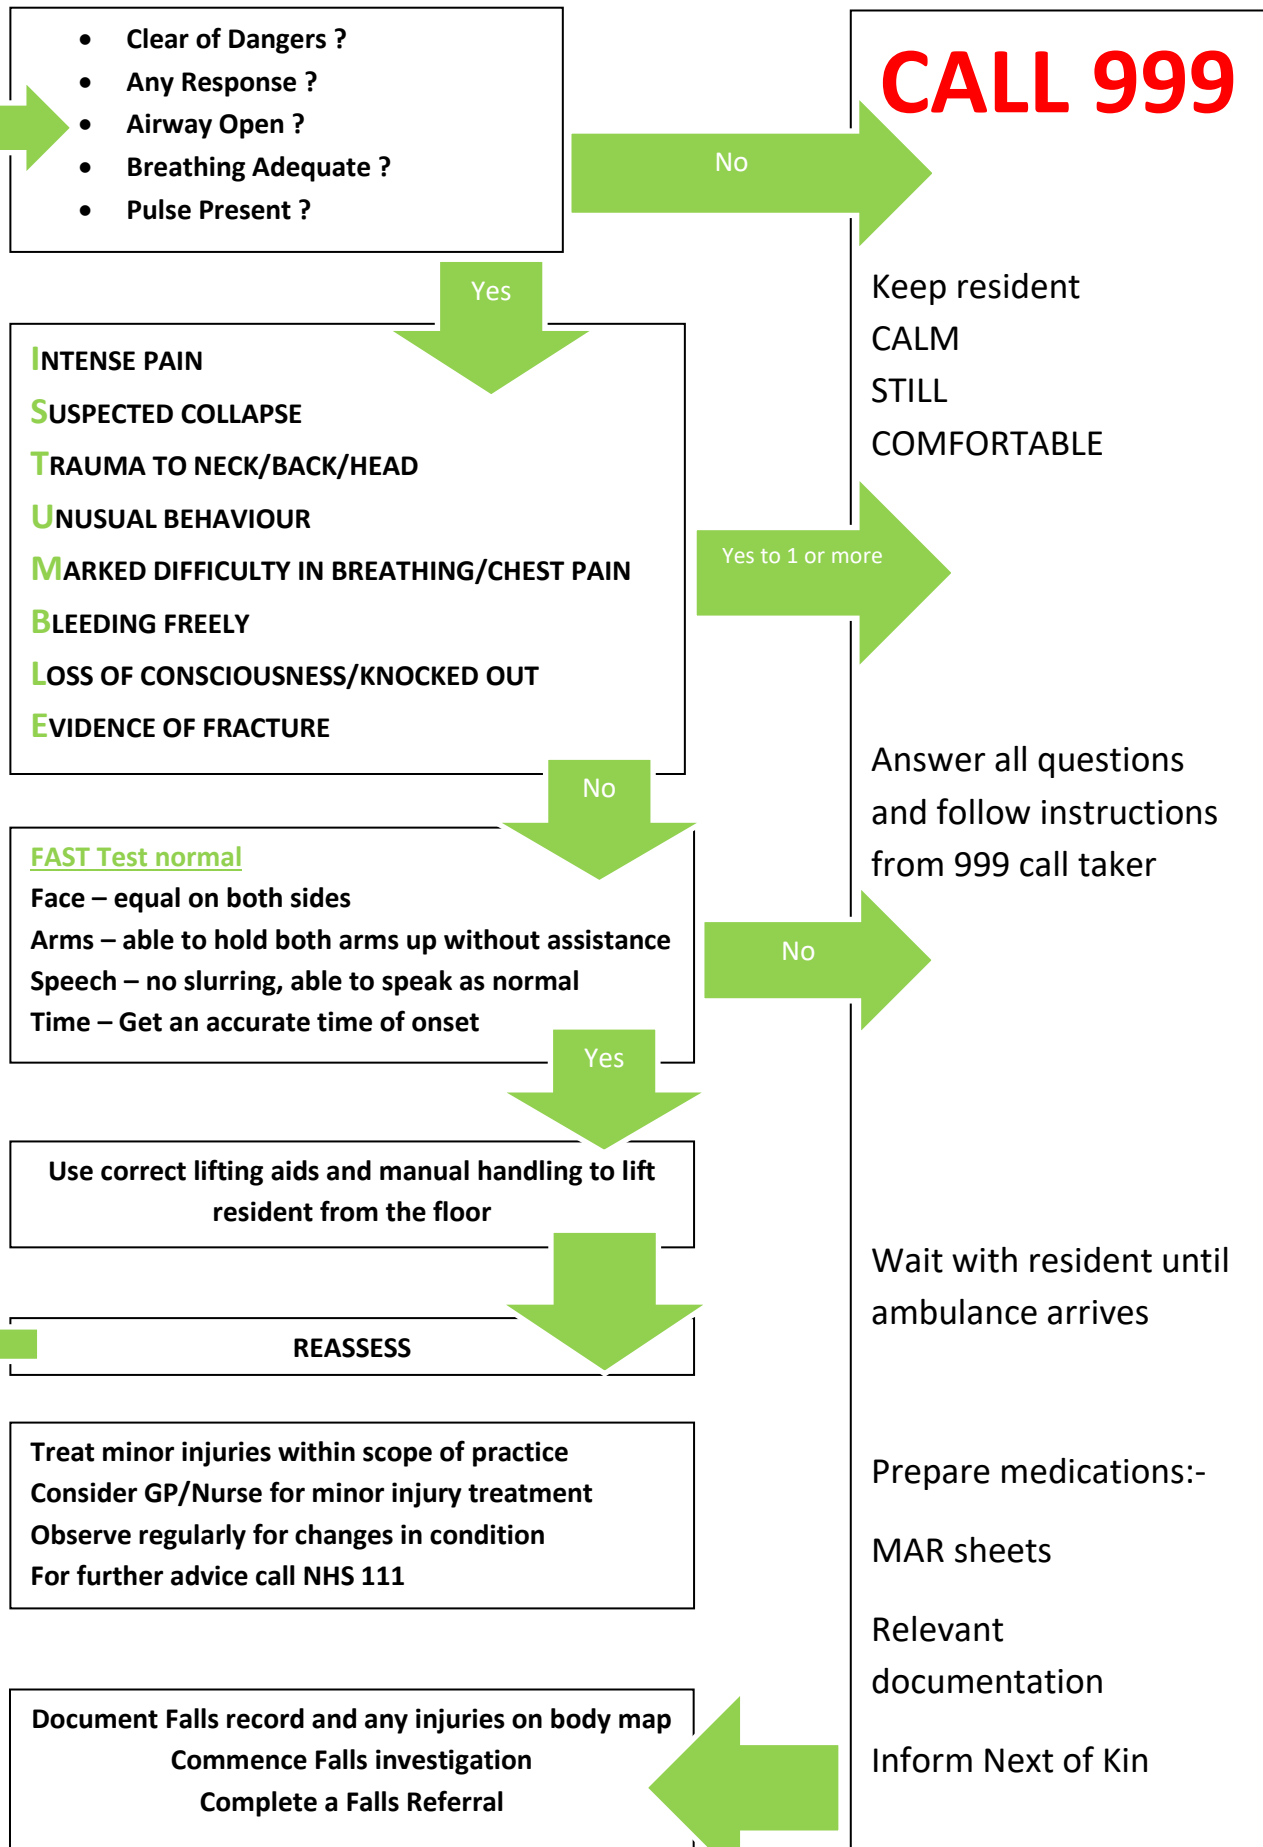 • Clear of Dangers ?
• Any Response ?
• Airway Open ?
• Breathing Adequate ?
• Pulse Present ?
No
Yes
INTENSE PAIN
SUSPECTED COLLAPSE
TRAUMA TO NECK/BACK/HEAD
UNUSUAL BEHAVIOUR
MARKED DIFFICULTY IN BREATHING/CHEST PAIN
BLEEDING FREELY
LOSS OF CONSCIOUSNESS/KNOCKED OUT
EVIDENCE OF FRACTURE
Yes to 1 or more
No
FAST Test normal
Face – equal on both sides
Arms – able to hold both arms up without assistance
Speech – no slurring, able to speak as normal
Time – Get an accurate time of onset
No
Yes
Use correct lifting aids and manual handling to lift
resident from the floor
REASSESS
Treat minor injuries within scope of practice
Consider GP/Nurse for minor injury treatment
Observe regularly for changes in condition
For further advice call NHS 111
Document Falls record and any injuries on body map
Commence Falls investigation
Complete a Falls Referral
CALL 999
Keep resident
CALM
STILL
COMFORTABLE
Answer all questions
and follow instructions
from 999 call taker
Wait with resident until
ambulance arrives
Prepare medications:-
MAR sheets
Relevant
documentation
Inform Next of Kin